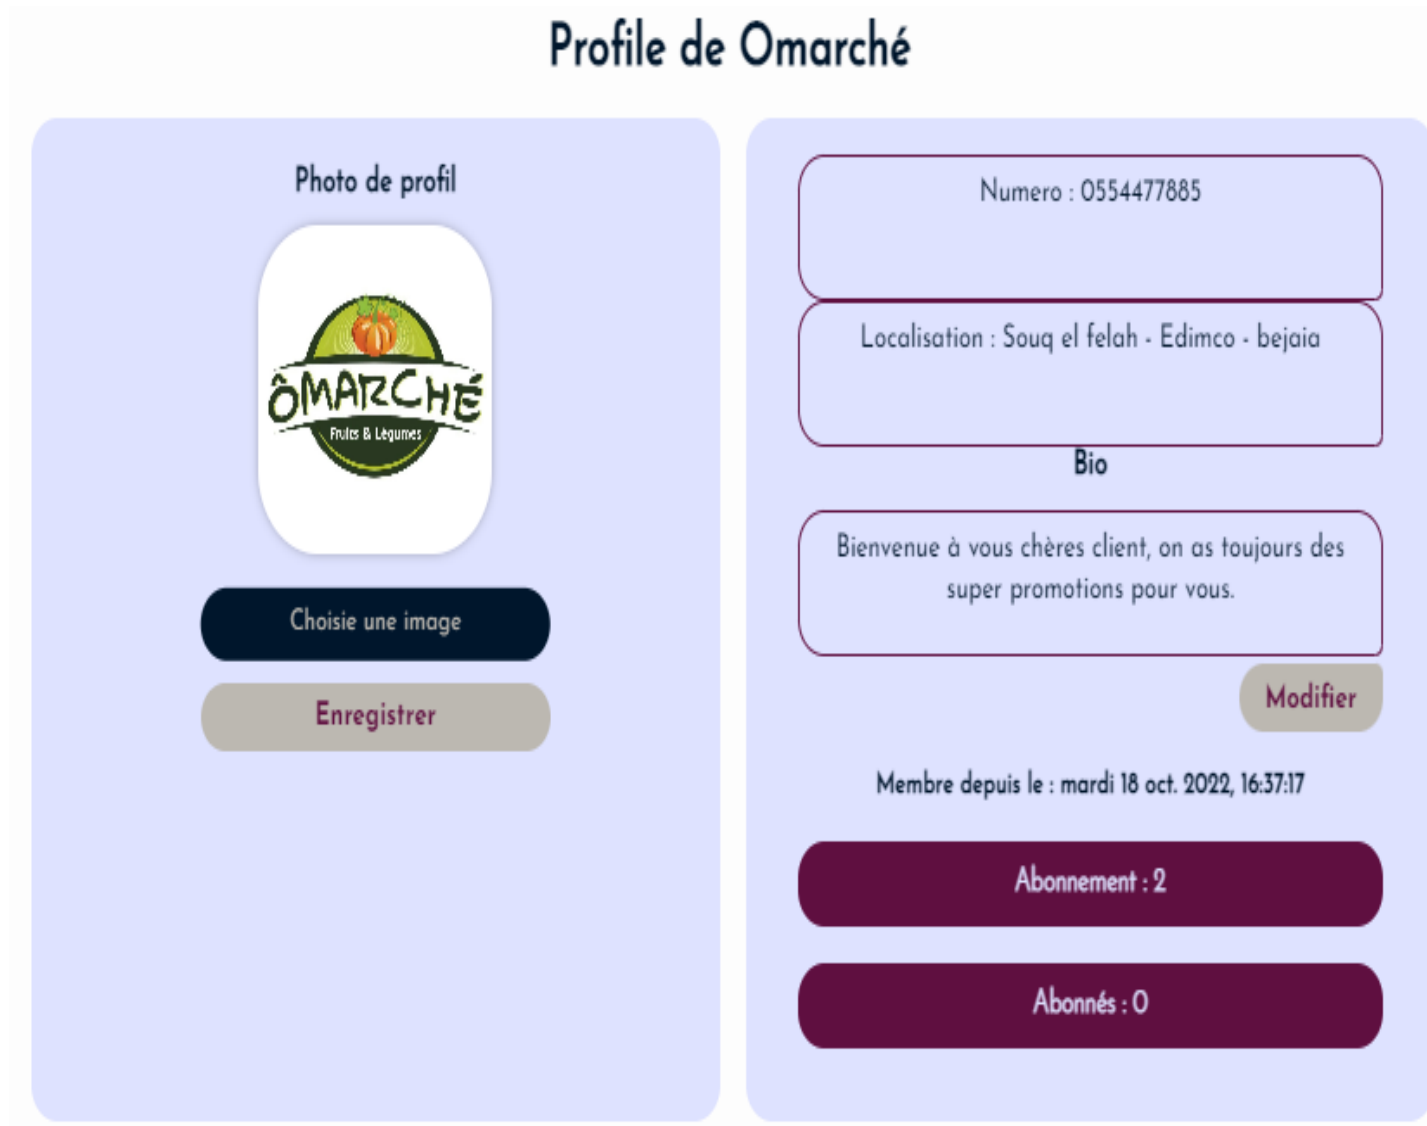 Profile de Omarché
Photo de profil
ÔMARCHÉ
Fruits & Légumes
Choisie une image
Enregistrer
Numero : 0554477885
Localisation : Souq el felah - Edimco - bejaia
Bio
Bienvenue à vous chères client, on as toujours des
super promotions pour vous.
Modifier
Membre depuis le : mardi 18 oct. 2022, 16:37:17
Abonnement : 2
Abonnés : 0